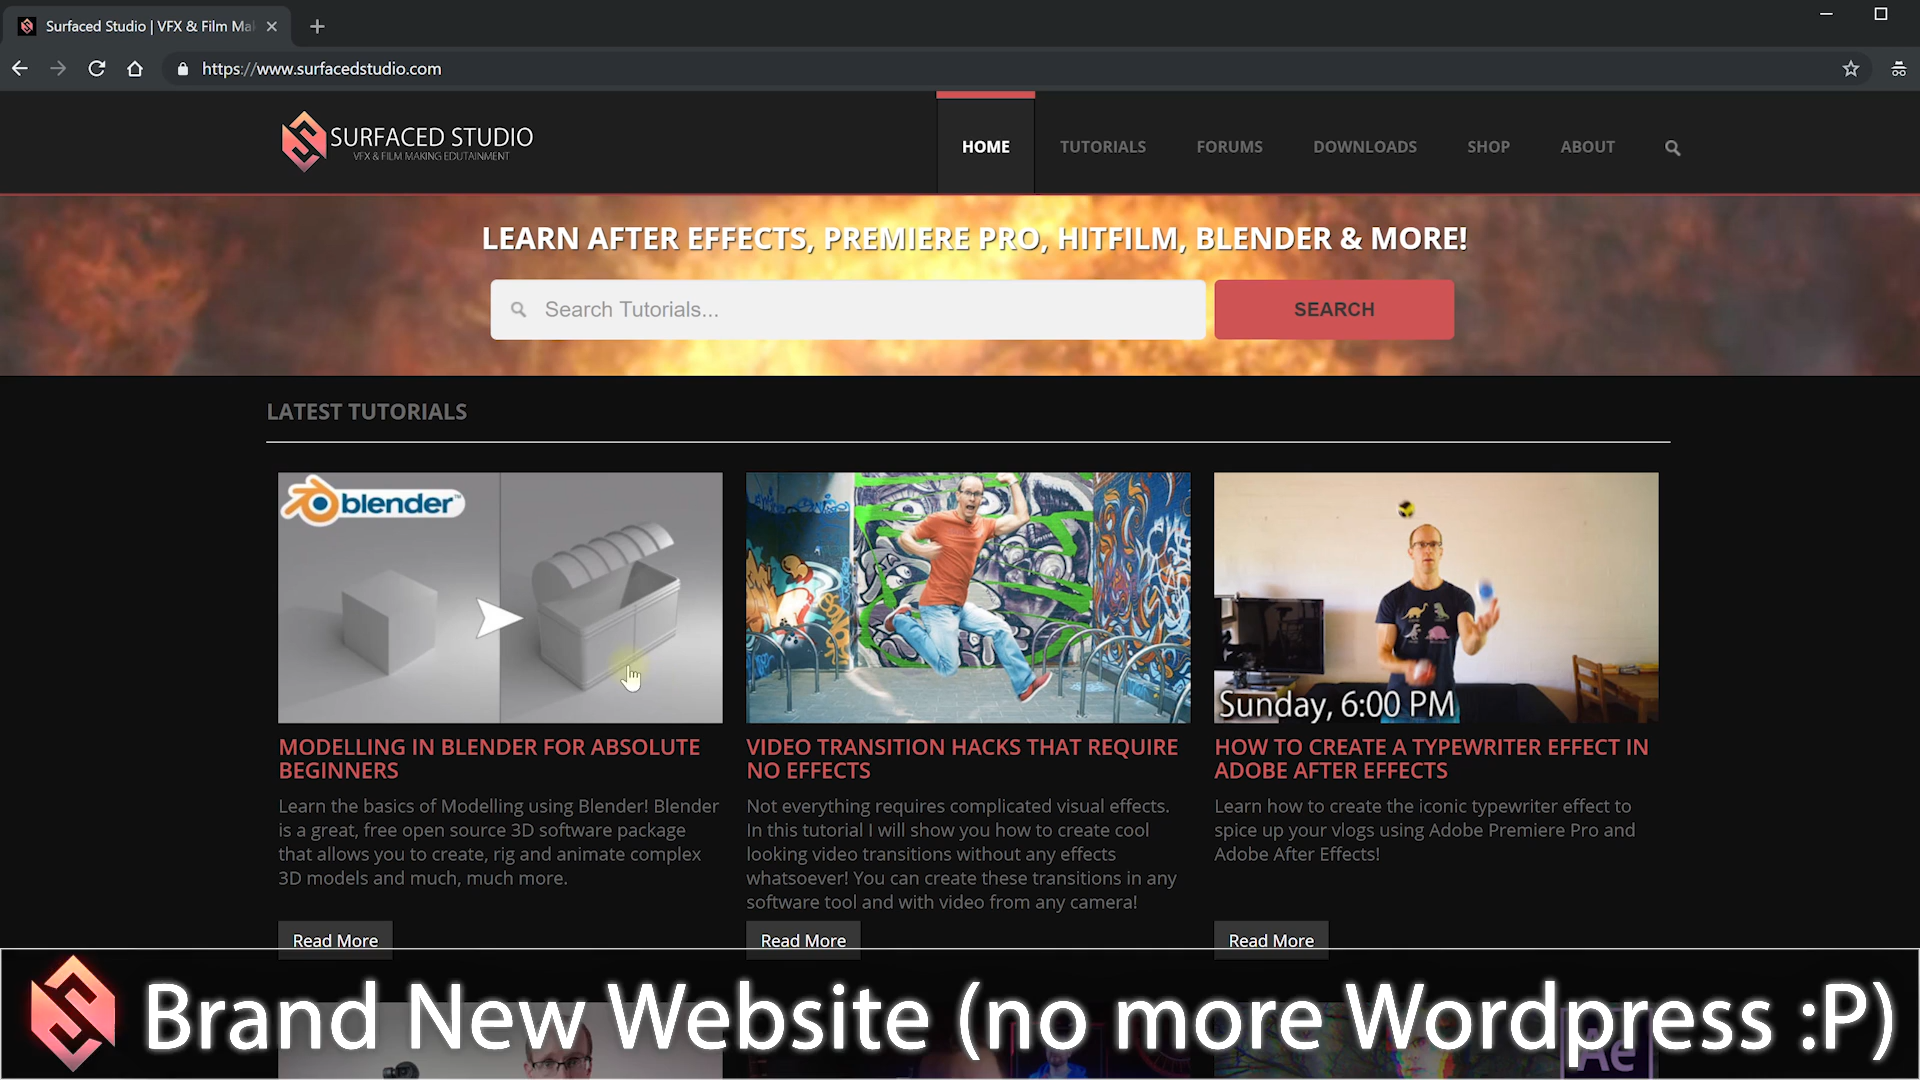 Surfaced Studio | VFX & Film Ma
https://www.surfacedstudio.com
SURFACED STUDIO
VFX & FILM MAKING EDUTAINMENT
HOME
TUTORIALS
FORUMS
DOWNLOADS
SHOP
ABOUT
LEARN AFTER EFFECTS, PREMIERE PRO, HITFILM, BLENDER & MORE!
Search Tutorials...
SEARCH
LATEST TUTORIALS
blender™
MODELLING IN BLENDER FOR ABSOLUTE
BEGINNERS
Learn the basics of Modelling using Blender! Blender
is a great, free open source 3D software package
that allows you to create, rig and animate complex
3D models and much, much more.
Read More
VIDEO TRANSITION HACKS THAT REQUIRE
NO EFFECTS
Not everything requires complicated visual effects.
In this tutorial I will show you how to create cool
looking video transitions without any effects
whatsoever! You can create these transitions in any
software tool and with video from any camera!
Read More
Sunday, 6:00 PM
HOW TO CREATE A TYPEWRITER EFFECT IN
ADOBE AFTER EFFECTS
Learn how to create the iconic typewriter effect to
spice up your vlogs using Adobe Premiere Pro and
Adobe After Effects!
Read More
Brand New Website (no more Wordpress :P)
Ae